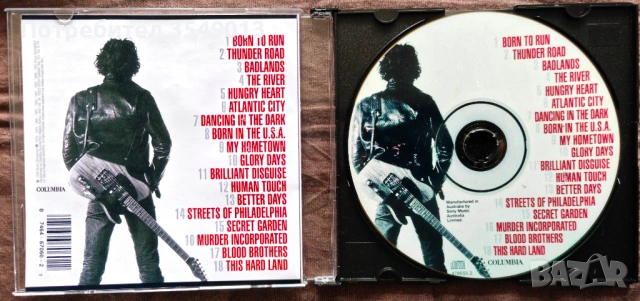 Потребител 3549013
1 BORN TO RUN
2 THUNDER ROAD
3 BADLANDS
4 THE RIVER
5 HUNGRY HEART
6 ATLANTIC CITY
7 DANCING IN THE DARK
8 BORN IN THE U.S.A.
9 MY HOMETOWN
10 GLORY DAYS
11 BRILLIANT DISGUISE
12 HUMAN TOUCH
13 BETTER DAYS
14 STREETS OF PHILADELPHIA
15 SECRET GARDEN
16 MURDER INCORPORATED
17 BLOOD BROTHERS
18 THIS HARD LAND
COLUMBIA
1 BORN TO RUN
2 THUNDER ROAD
3 BADLANDS
4 THE RIVER
5 HUNGRY HEART
6 ATLANTIC CITY
7 DANCING IN THE DARK
BORN IN THE U.S.A.
9 MY HOMETOWN
10 GLORY DAYS
BRILLIANT DISGUISE
12 HUMAN TOUCH
13 BETTER DAYS
Manufactured in
Australia by
Sony Music
Australia
Limited.
14 STREETS OF PHILADELPHIA
15 SECRET GARDEN
16 MURDER INCORPORATED
17 BLOOD BROTHERS
18 THIS HARD LAND
COLUMBIA
BAZAR
bazar.bg